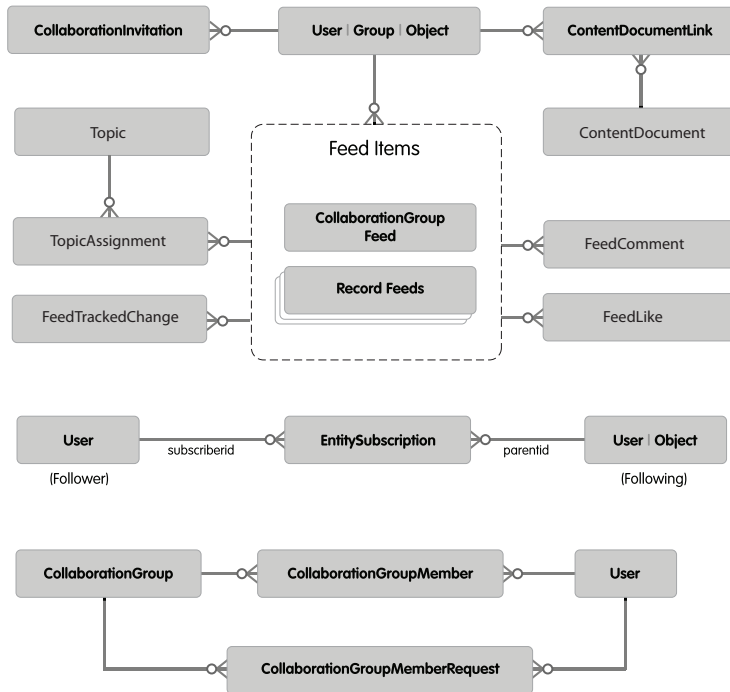 CollaborationInvitation
User | Group | Object
ContentDocumentLink
Topic
Feed Items
ContentDocument
CollaborationGroup
Feed
TopicAssignment
FeedComment
Record Feeds
FeedTrackedChange
FeedLike
User
subscriberid
EntitySubscription
parentid
User | Object
(Follower)
(Following)
CollaborationGroup
CollaborationGroupMember
User
CollaborationGroupMemberRequest